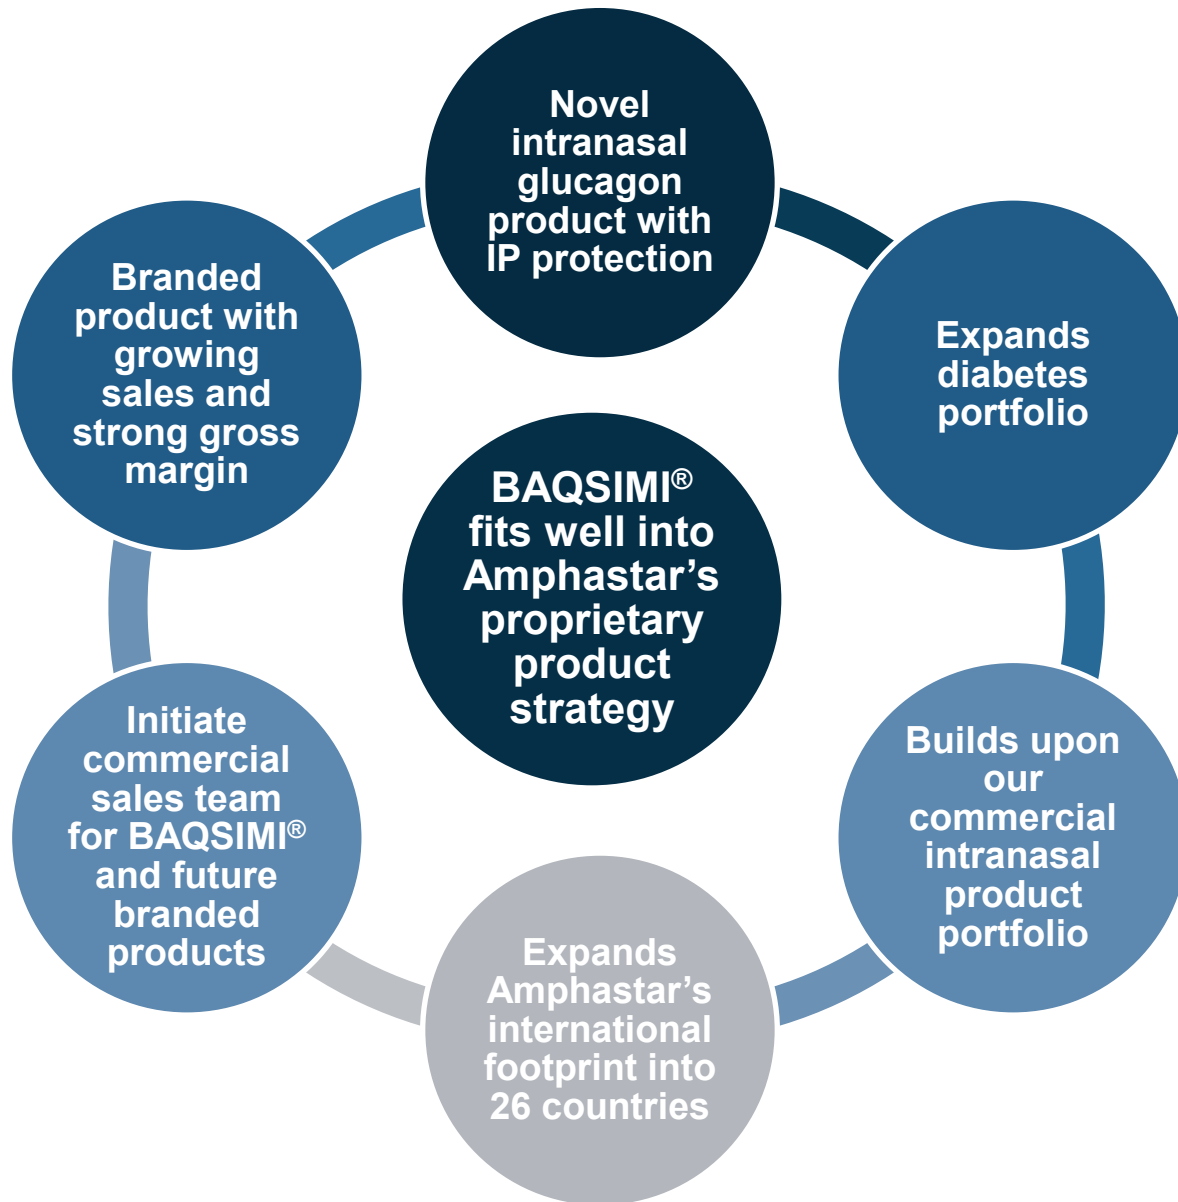 Novel
intranasal
glucagon
product with
IP protection
Expands
diabetes
portfolio
Builds upon
our
commercial
intranasal
product
portfolio
Expands
Amphastar’s
international
footprint into
26 countries
Initiate
commercial
sales team
for BAQSIMI®
and future
branded
products
Branded
product with
growing
sales and
strong gross
margin
BAQSIMI®
fits well into
Amphastar’s
proprietary
product
strategy